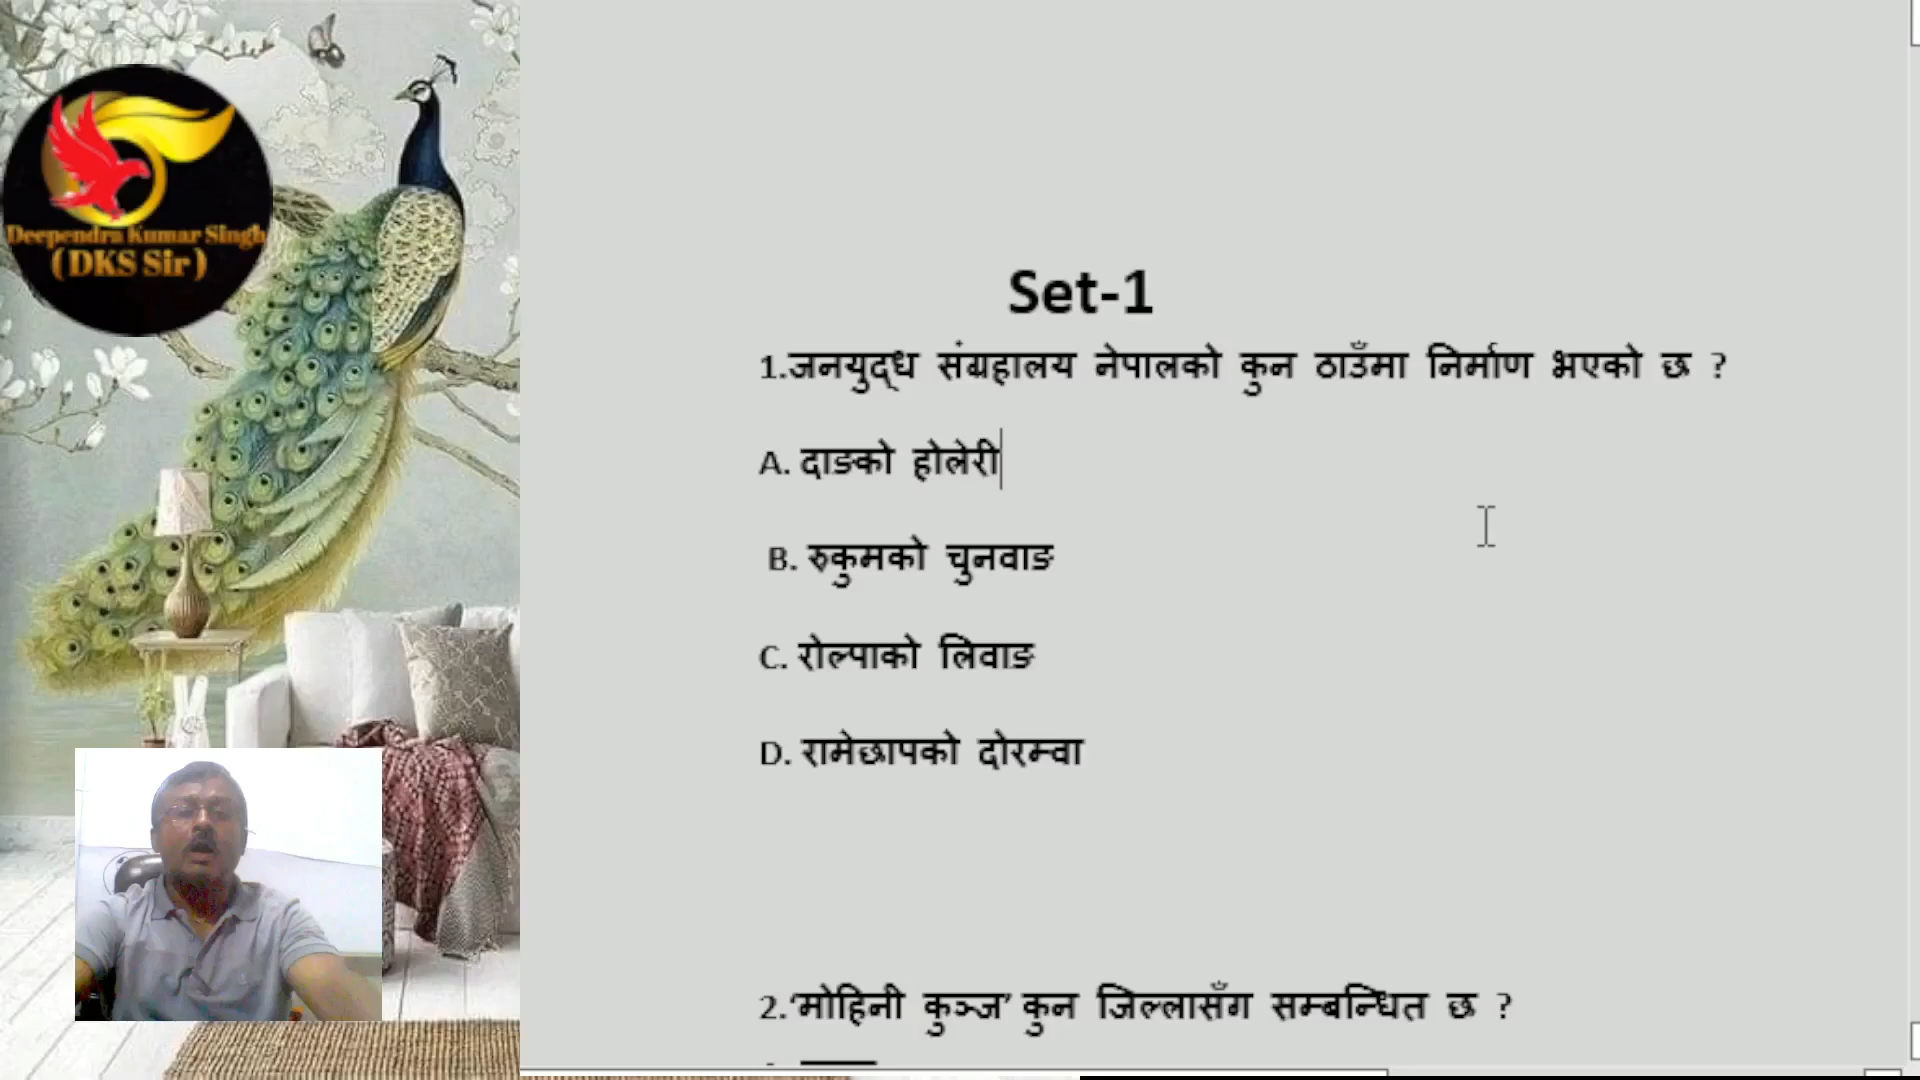 Deependra Kumar Singh
(DKS Sir)
Set-1
1.जनयुद्ध संग्रहालय नेपालको कुन ठाउँमा निर्माण भएको छ ?
A. दाङको होलेरी
B. रुकुमको चुनवाङ
C. रोल्पाको लिवाङ
D. रामेछापको दोरम्वा
2.‘मोहिनी कुञ्ज’ कुन जिल्लासँग सम्बन्धित छ ?